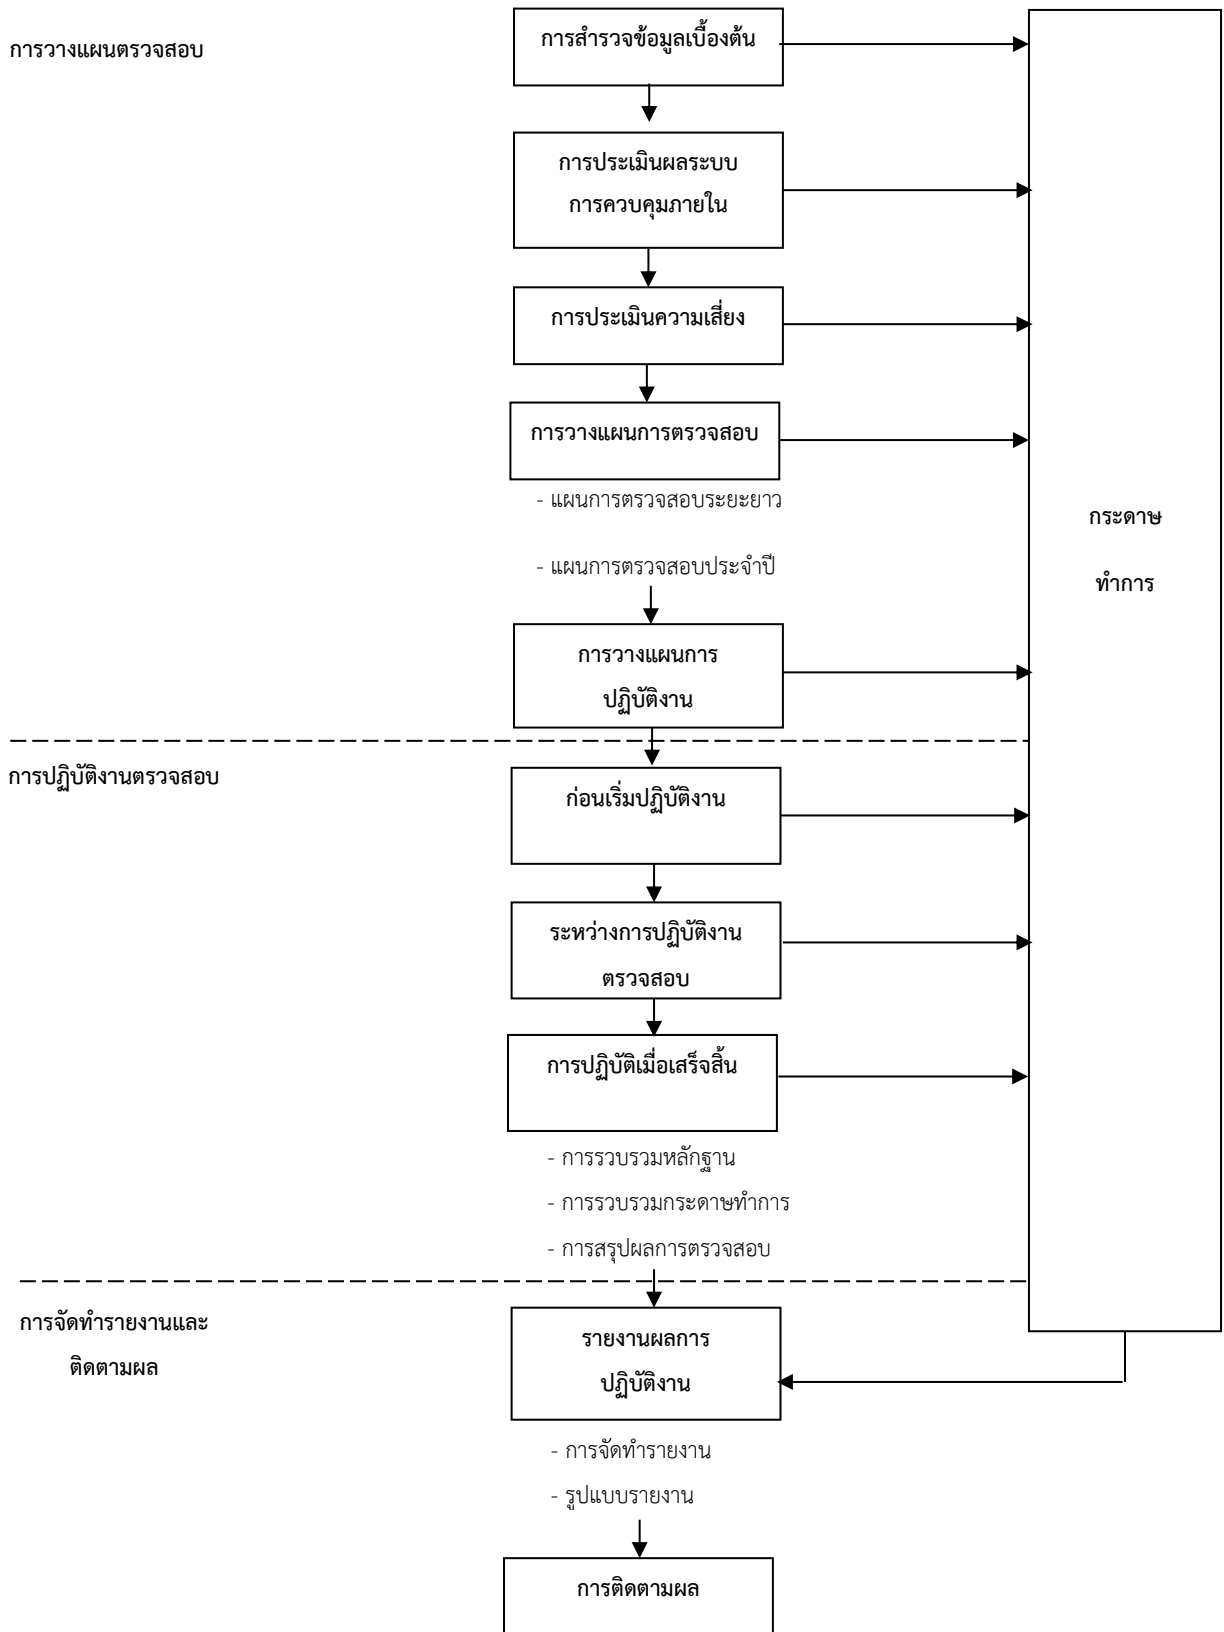 การวางแผนตรวจสอบ
การสำรวจข้อมูลเบื้องต้น
การประเมินผลระบบ
การควบคุมภายใน
การประเมินความเสี่ยง
การวางแผนการตรวจสอบ
- แผนการตรวจสอบระยะยาว
- แผนการตรวจสอบประจำปี
กระดาษ
ทำการ
การวางแผนการ
ปฏิบัติงาน
การปฏิบัติงานตรวจสอบ
ก่อนเริ่มปฏิบัติงาน
ระหว่างการปฏิบัติงาน
ตรวจสอบ
การปฏิบัติเมื่อเสร็จสิ้น
- การรวบรวมหลักฐาน
- การรวบรวมกระดาษทำการ
- การสรุปผลการตรวจสอบ
การจัดทำรายงานและ
ติดตามผล
รายงานผลการ
ปฏิบัติงาน
- การจัดทำรายงาน
- รูปแบบรายงาน
การติดตามผล